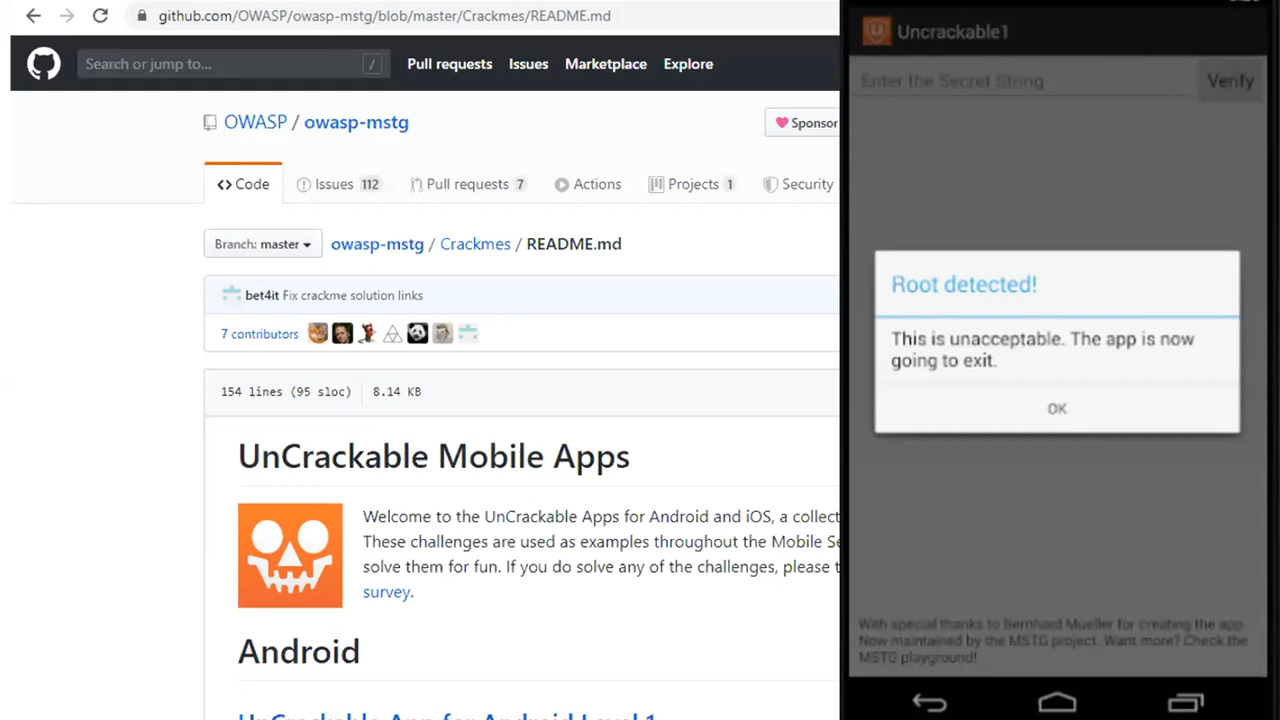 github.com/OWASP/owasp-mstg/blob/master/Crackmes/README.md
Search or jump to... /
Pull requests Issues Marketplace Explore
OWASP / owasp-mstg
Sponsor
Code Issues 112 Pull requests 7 Actions Projects 1 Security
Branch: master
owasp-mstg / Crackmes / README.md
bet4it Fix crackme solution links
7 contributors
154 lines (95 sloc) 8.14 KB
UnCrackable Mobile Apps
Welcome to the UnCrackable Apps for Android and iOS, a collect
These challenges are used as examples throughout the Mobile Se
solve them for fun. If you do solve any of the challenges, please t
survey.
Android
UnCrackable App for Android Level 1
Uncrackable1
Enter the Secret String
Verify
Root detected!
This is unacceptable. The app is now
going to exit.
OK
With special thanks to Bernhard Mueller for creating the app.
Now maintained by the MSTG project. Want more? Check the
MSTG playground!